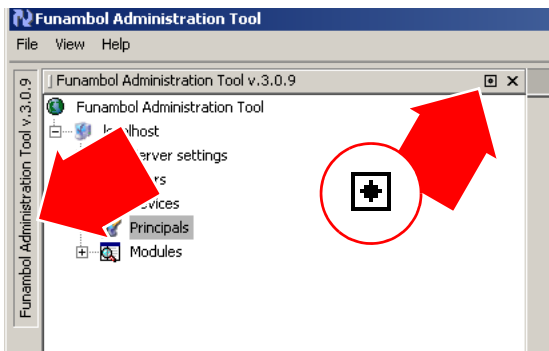 Funambol Administration Tool
File View Help
Funambol Administration Tool v.3.0.9
Funambol Administration Tool v.3.0.9
Funambol Administration Tool
settings
Principals
Modules